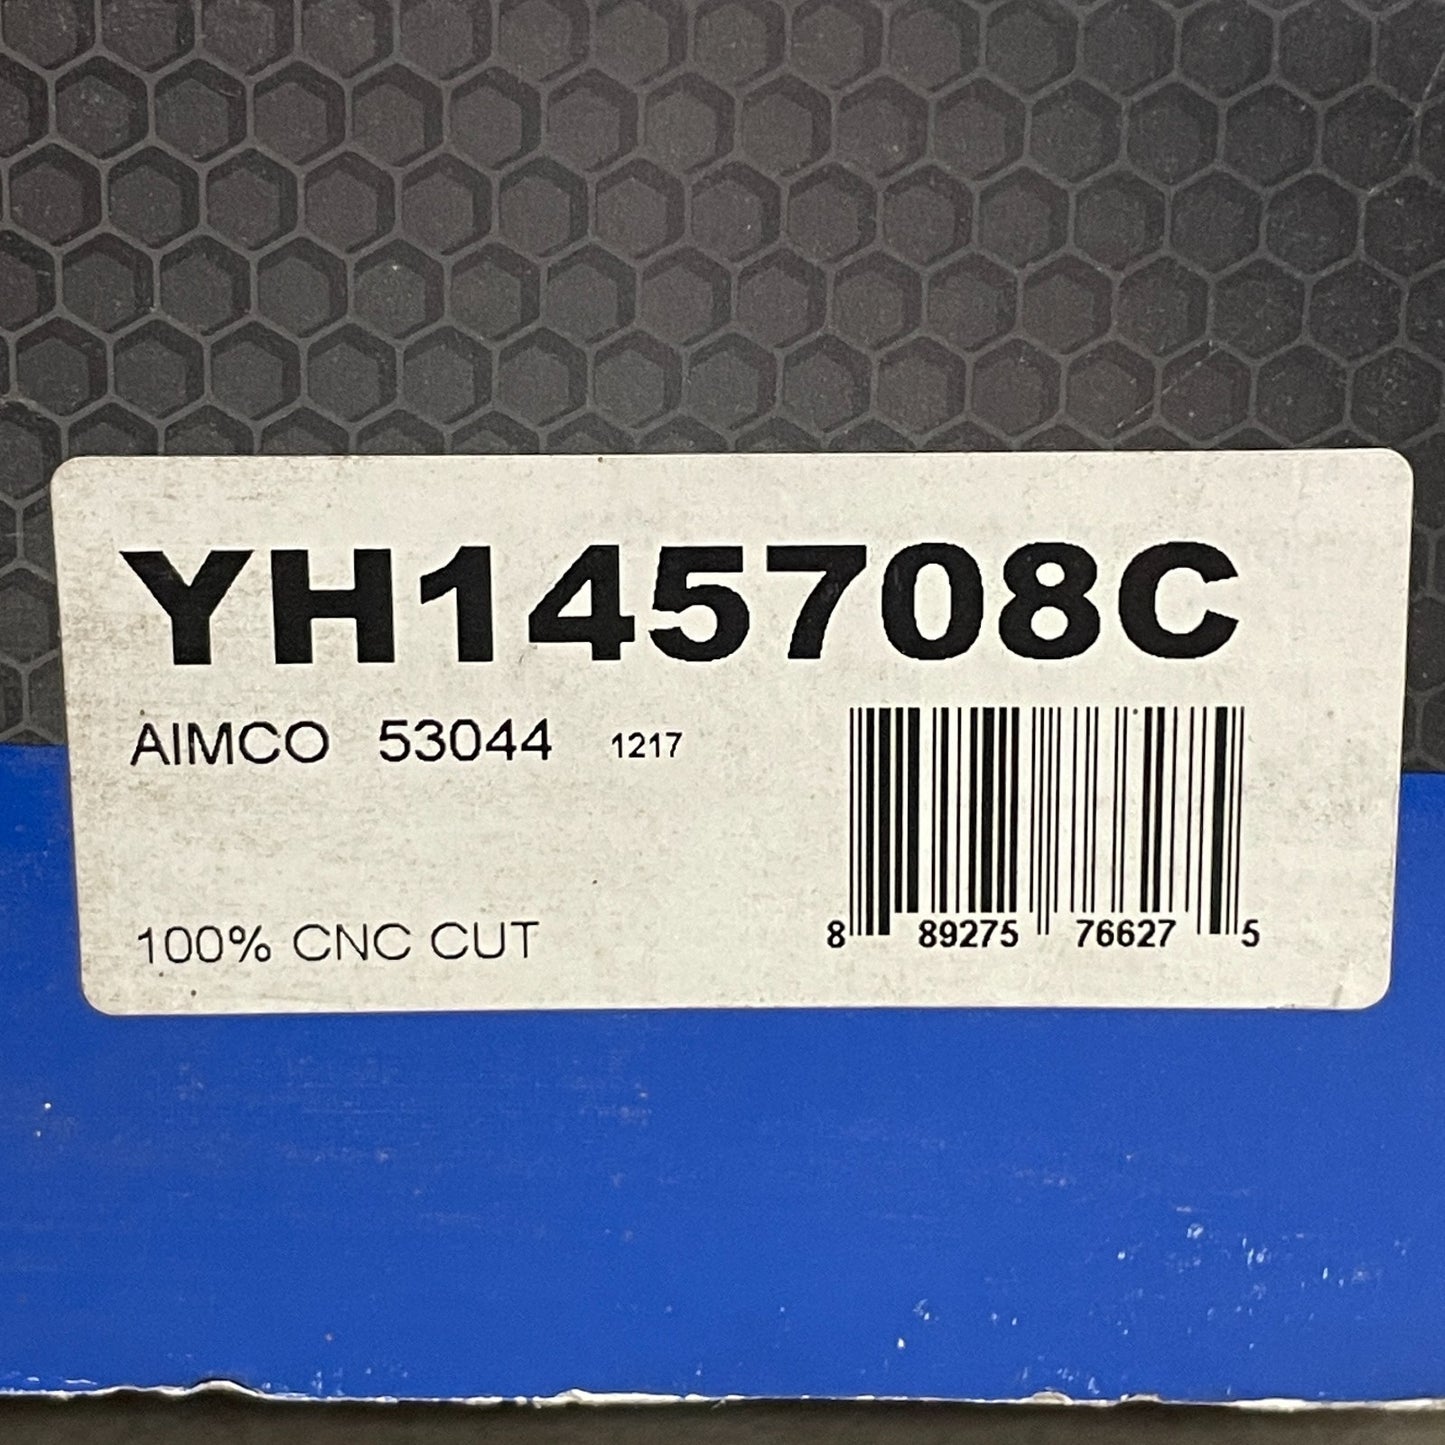 YH145708C
AIMCO 53044 1217
100% CNC CUT
8 89275 76627 5